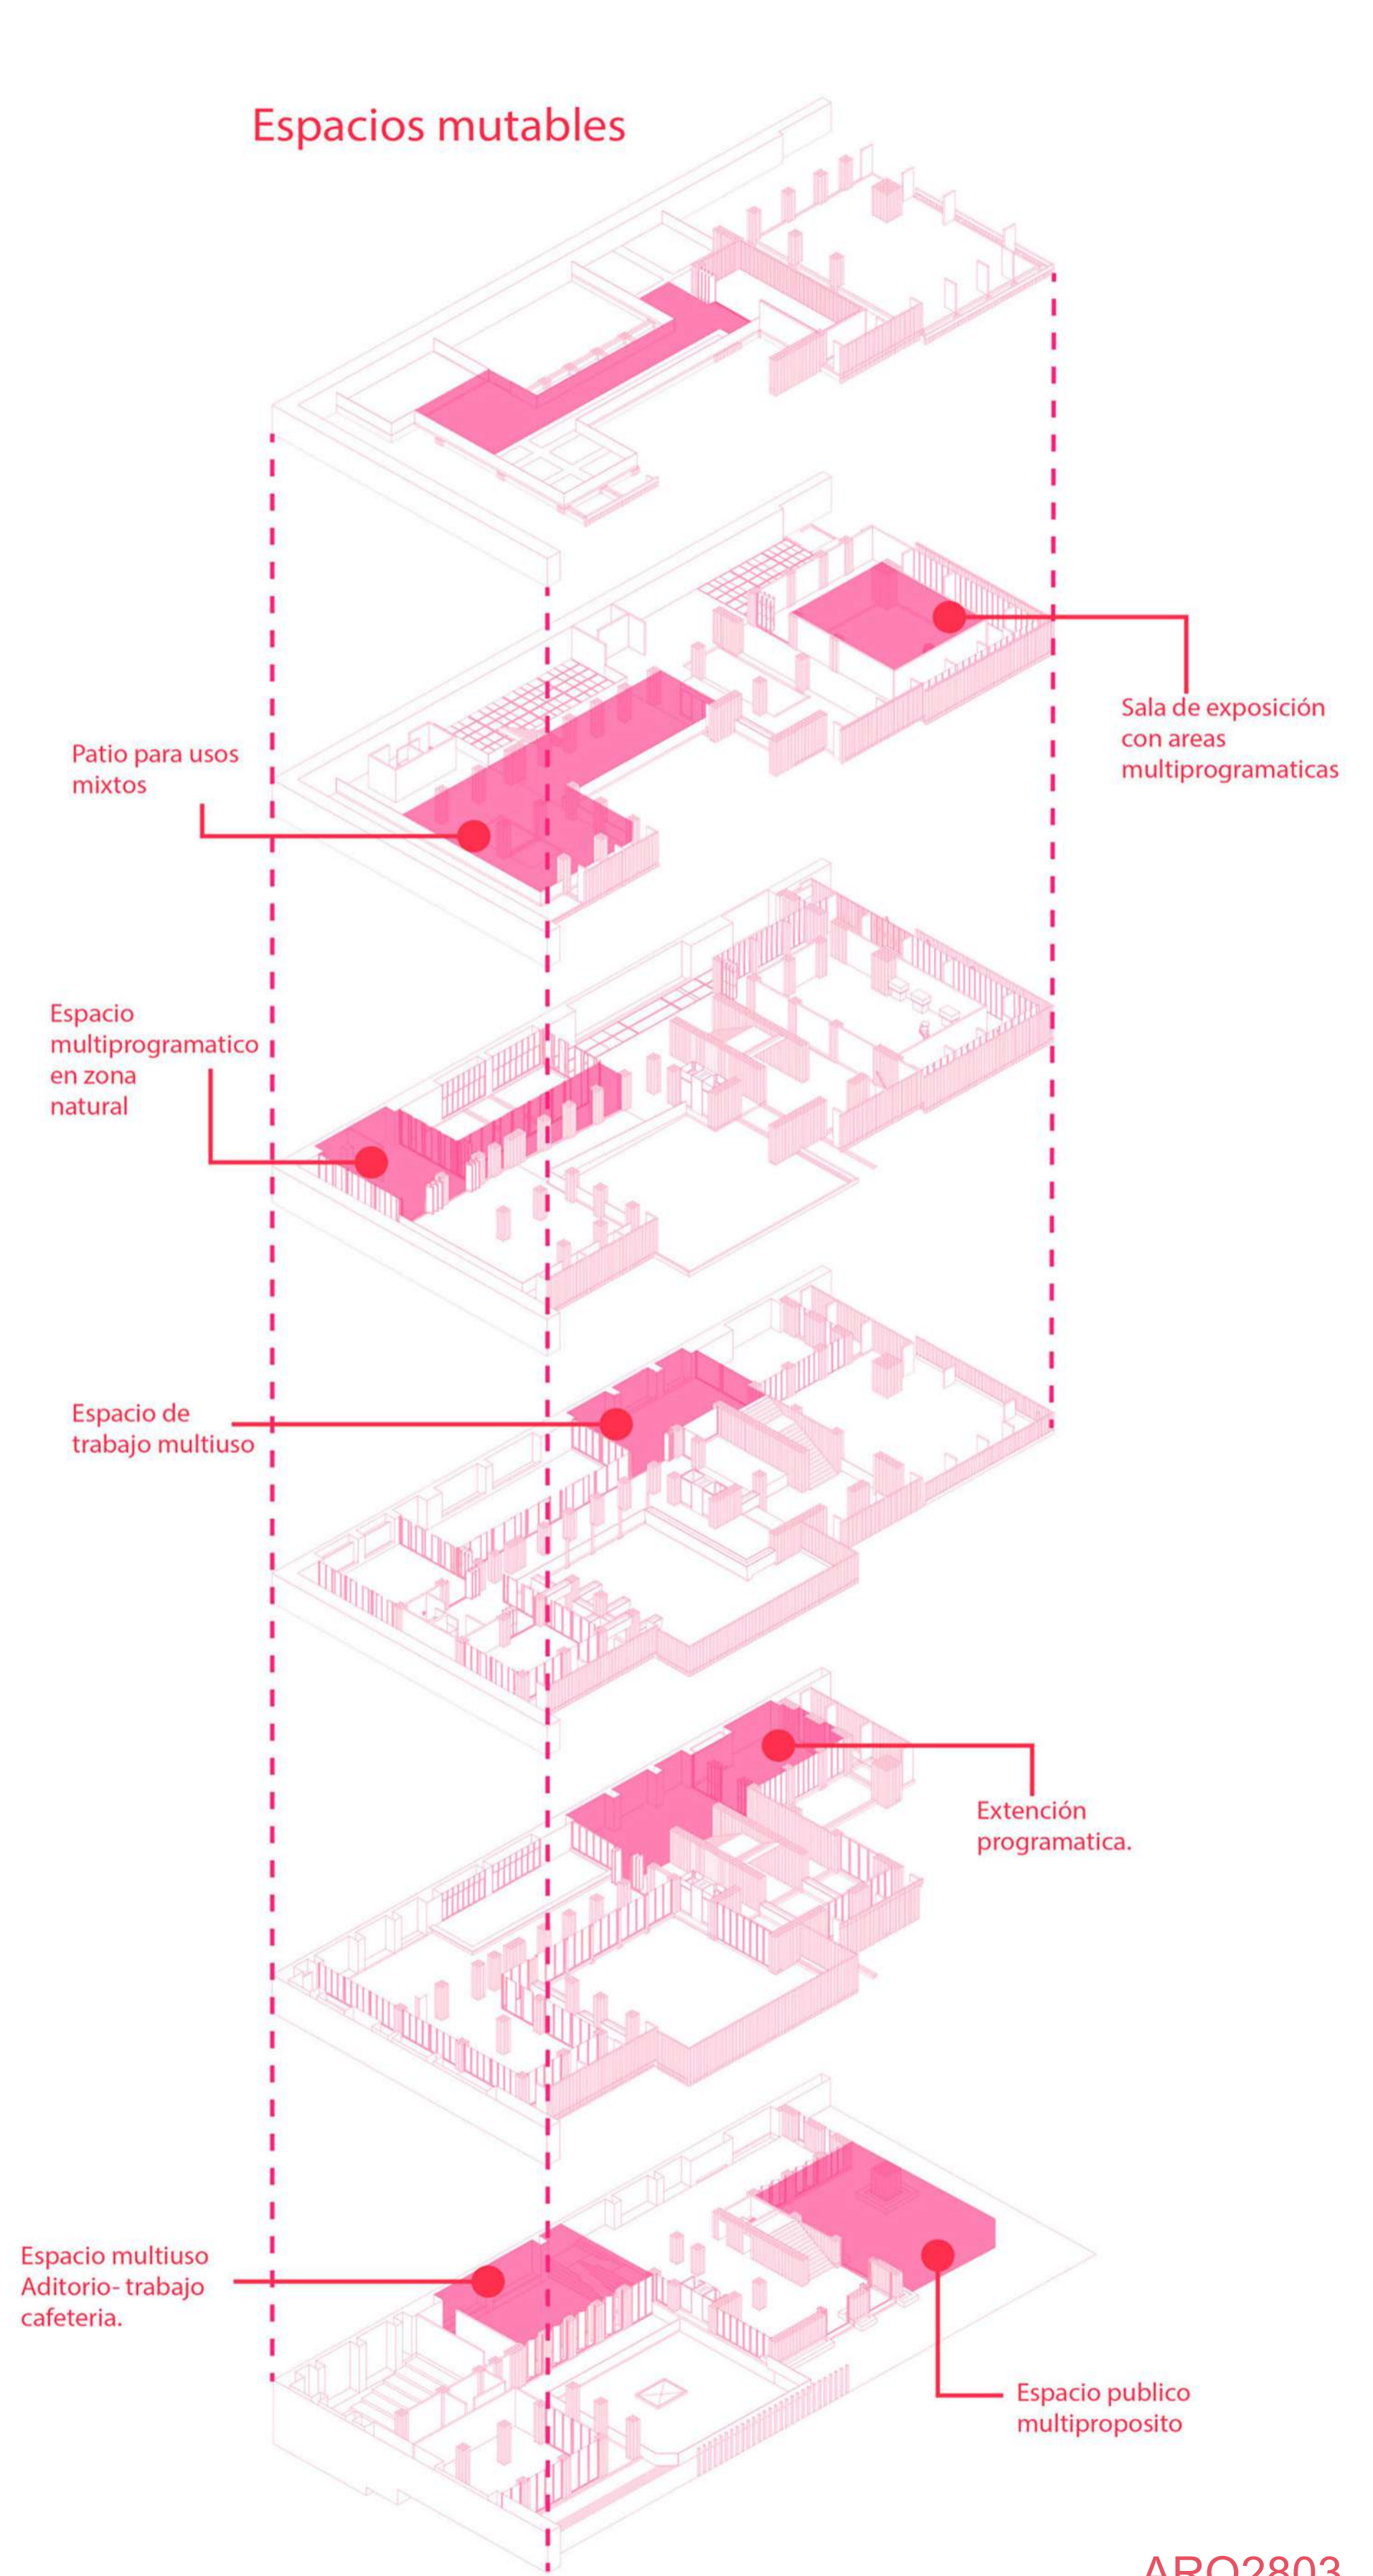 Espacios mutables
Sala de exposición
con areas
multiprogramaticas
Patio para usos
mixtos
Espacio
multiprogramatico
en zona
natural
Espacio de
trabajo multiuso
Extención
programatica.
Espacio multiuso
Aditorio- trabajo
cafeteria.
Espacio publico
multiproposito
ARQ2803